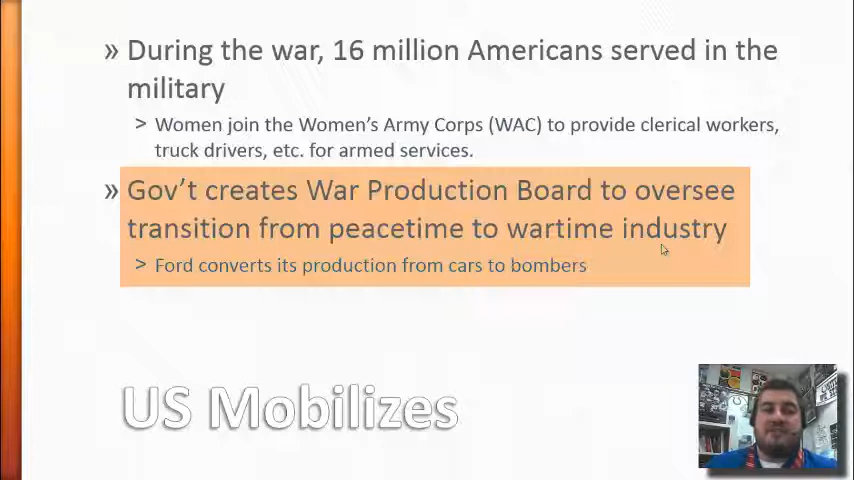 » During the war, 16 million Americans served in the
military
> Women join the Women's Army Corps (WAC) to provide clerical workers,
truck drivers, etc. for armed services.
» Gov't creates War Production Board to oversee
transition from peacetime to wartime industry
> Ford converts its production from cars to bombers
US Mobilizes